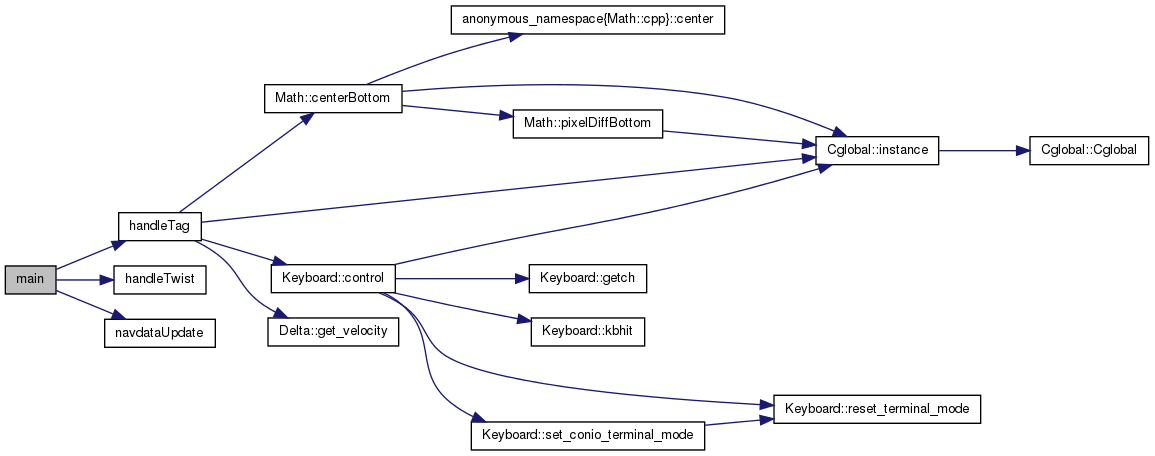 anonymous_namespace{Math::cpp}::center
Math::centerBottom
Math::pixelDiffBottom
Cglobal::instance
Cglobal::Cglobal
handleTag
main
handleTwist
Keyboard::control
Keyboard::getch
navdataUpdate
Delta::get_velocity
Keyboard::kbhit
Keyboard::reset_terminal_mode
Keyboard::set_conio_terminal_mode